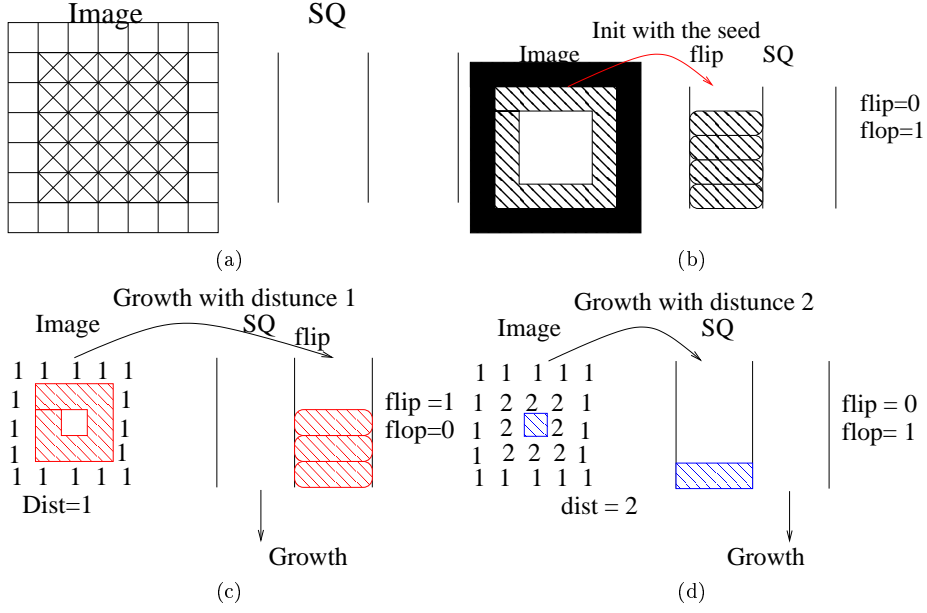 Image SQ
(a)
Init with the seed
Image flip SQ
flip=0
flop=1
(b)
Growth with distunce 1
Image SQ
flip
1 1 1 1 1
1 1
1 1
1 1
1 1 1 1 1
Dist=1
flip =1
flop=0
Growth
(c)
Growth with distunce 2
Image SQ
1 1 1 1 1
1 2 2 2 1
1 2 2 1
1 2 2 2 1
1 1 1 1 1
dist = 2
flip = 0
flop= 1
Growth
(d)